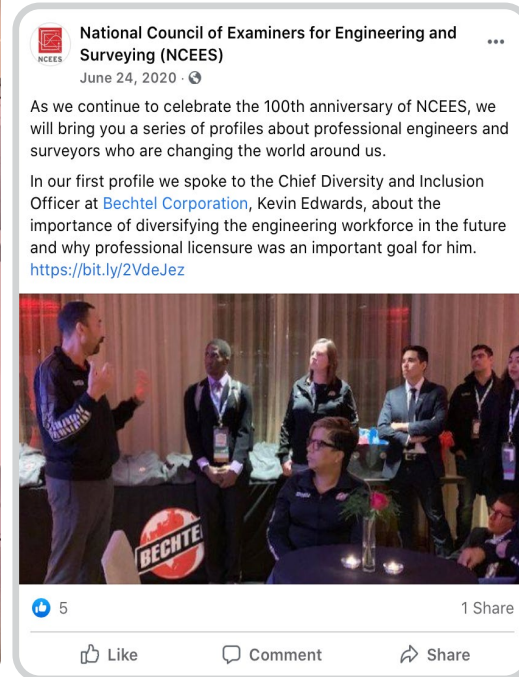 National Council of Examiners for Engineering and
Surveying (NCEES)
NCEES
June 24, 2020 ·
As we continue to celebrate the 100th anniversary of NCEES, we
will bring you a series of profiles about professional engineers and
surveyors who are changing the world around us.
In our first profile we spoke to the Chief Diversity and Inclusion
Officer at Bechtel Corporation, Kevin Edwards, about the
importance of diversifying the engineering workforce in the future
and why professional licensure was an important goal for him.
https://bit.ly/2VdeJez
BECHTE
5
1 Share
Like
Comment
Share